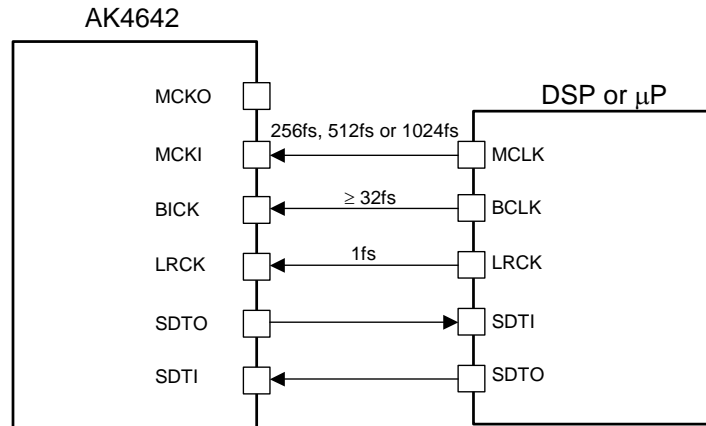 AK4642
DSP or μP
MCKO
256fs, 512fs or 1024fs
MCKI
MCLK
≥ 32fs
BICK
BCLK
1fs
LRCK
LRCK
SDTO
SDTI
SDTI
SDTO